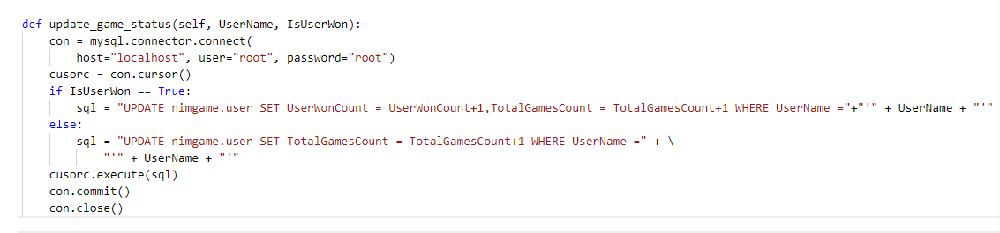 def update_game_status(self, UserName, IsUserWon):
    con = mysql.connector.connect(
        host="localhost", user="root", password="root")
    cusorc = con.cursor()
    if IsUserWon == True:
        sql = "UPDATE nimgame.user SET UserWonCount = UserWonCount+1,TotalGamesCount = TotalGamesCount+1 WHERE UserName ="+"'" + UserName + "'"
    else:
        sql = "UPDATE nimgame.user SET TotalGamesCount = TotalGamesCount+1 WHERE UserName =" + \
            "'" + UserName + "'"
    cusorc.execute(sql)
    con.commit()
    con.close()